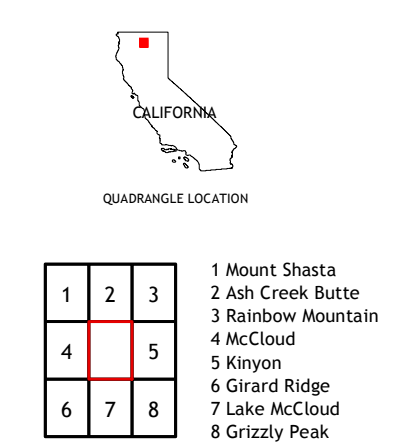 CALIFORNIA
QUADRANGLE LOCATION
1 2 3
4 5
6 7 8
1 Mount Shasta
2 Ash Creek Butte
3 Rainbow Mountain
4 McCloud
5 Kinyon
6 Girard Ridge
7 Lake McCloud
8 Grizzly Peak